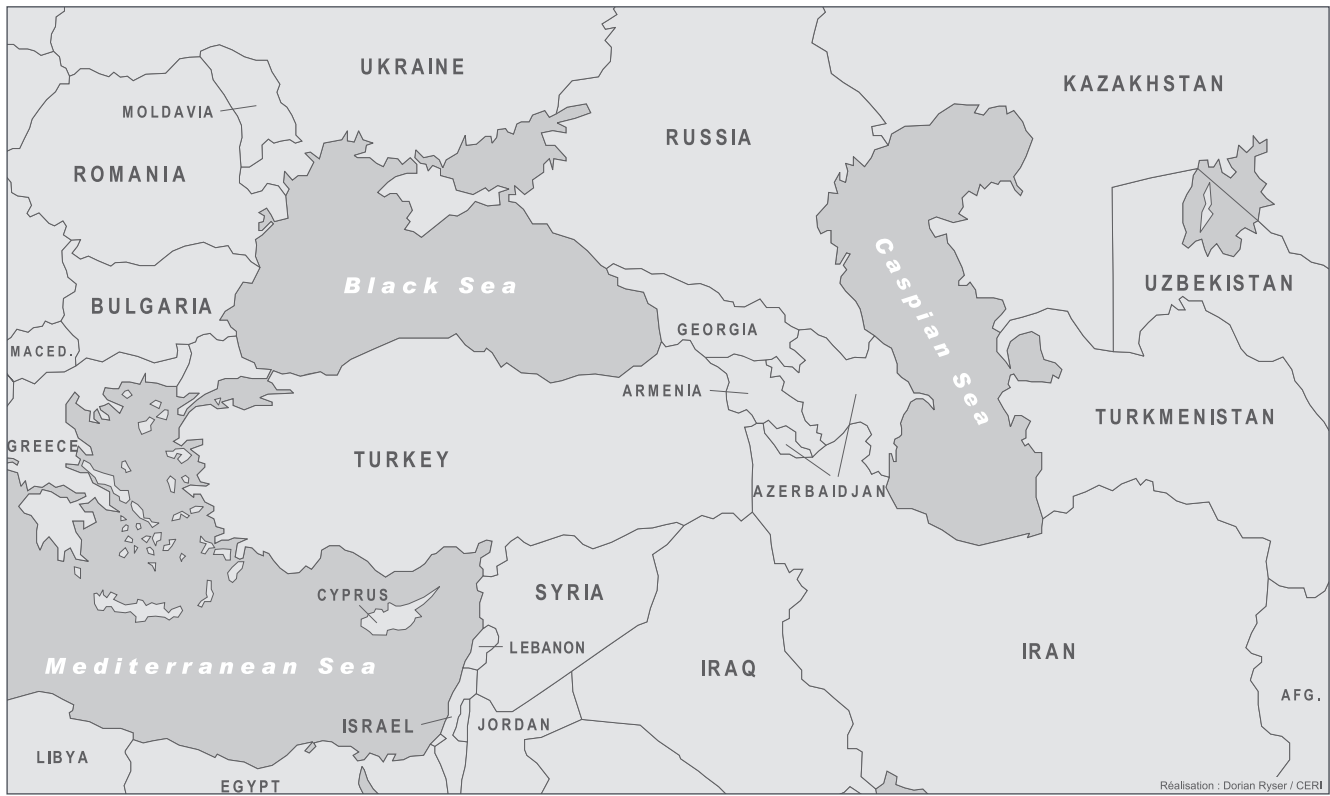 UKRAINE
KAZAKHSTAN
MOLDAVIA
RUSSIA
ROMANIA
Black Sea
Caspian Sea
UZBEKISTAN
BULGARIA
GEORGIA
MACED.
ARMENIA
TURKMENISTAN
GREECE
TURKEY
AZERBAIDJAN
CYPRUS
SYRIA
LEBANON
IRAN
Mediterranean Sea
IRAQ
AFG.
ISRAEL
JORDAN
LIBYA
EGYPT
Réalisation : Dorian Ryser / CERI